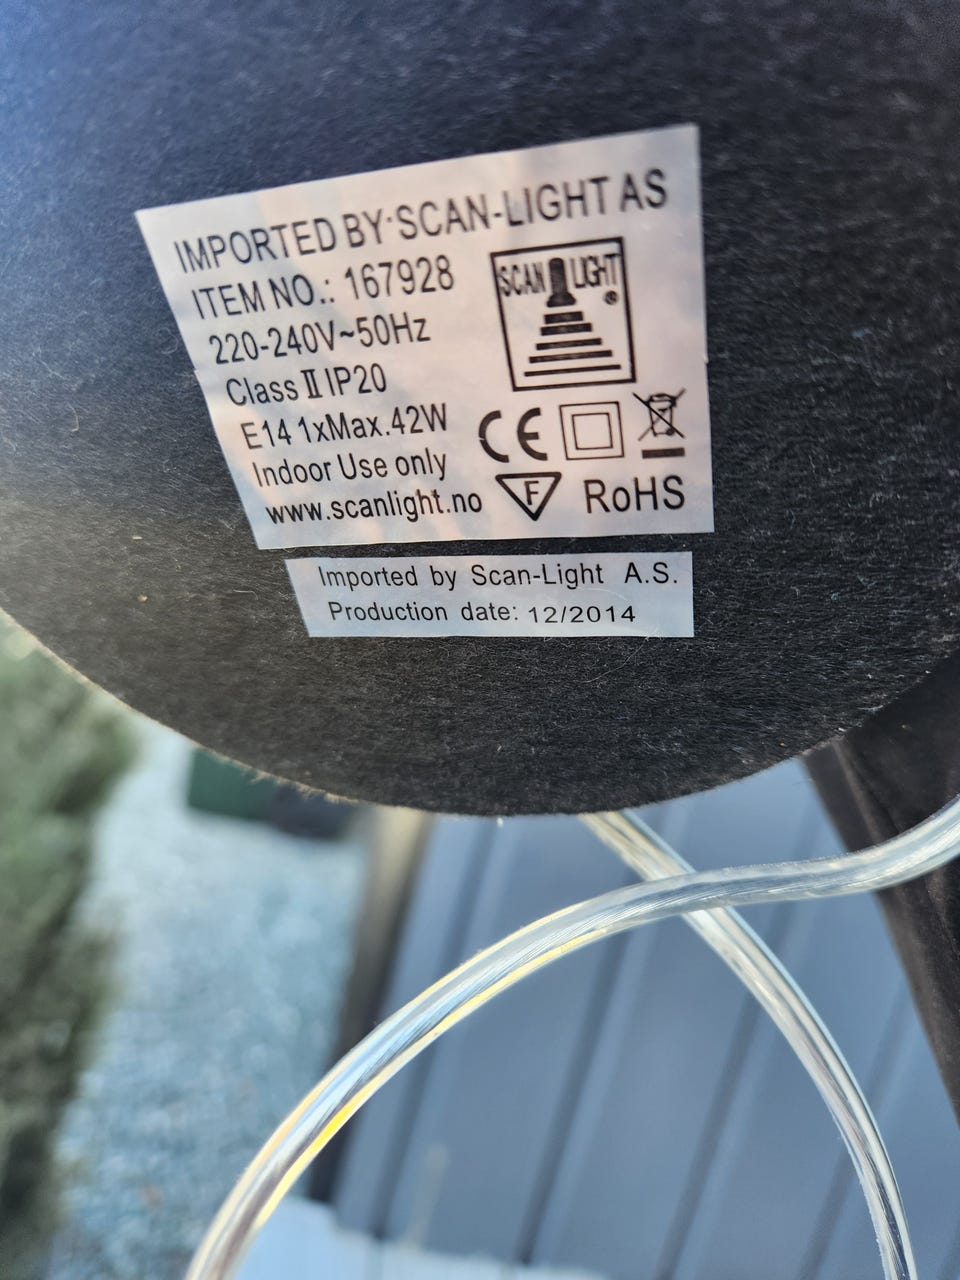 IMPORTED BY:SCAN-LIGHT AS
ITEM NO.: 167928
SCAN LIGHT ®
220-240V~50Hz
Class Ⅱ IP20
E14 1xMax.42W
CE
Indoor Use only
www.scanlight.no
F
RoHS
Imported by Scan-Light A.S.
Production date: 12/2014